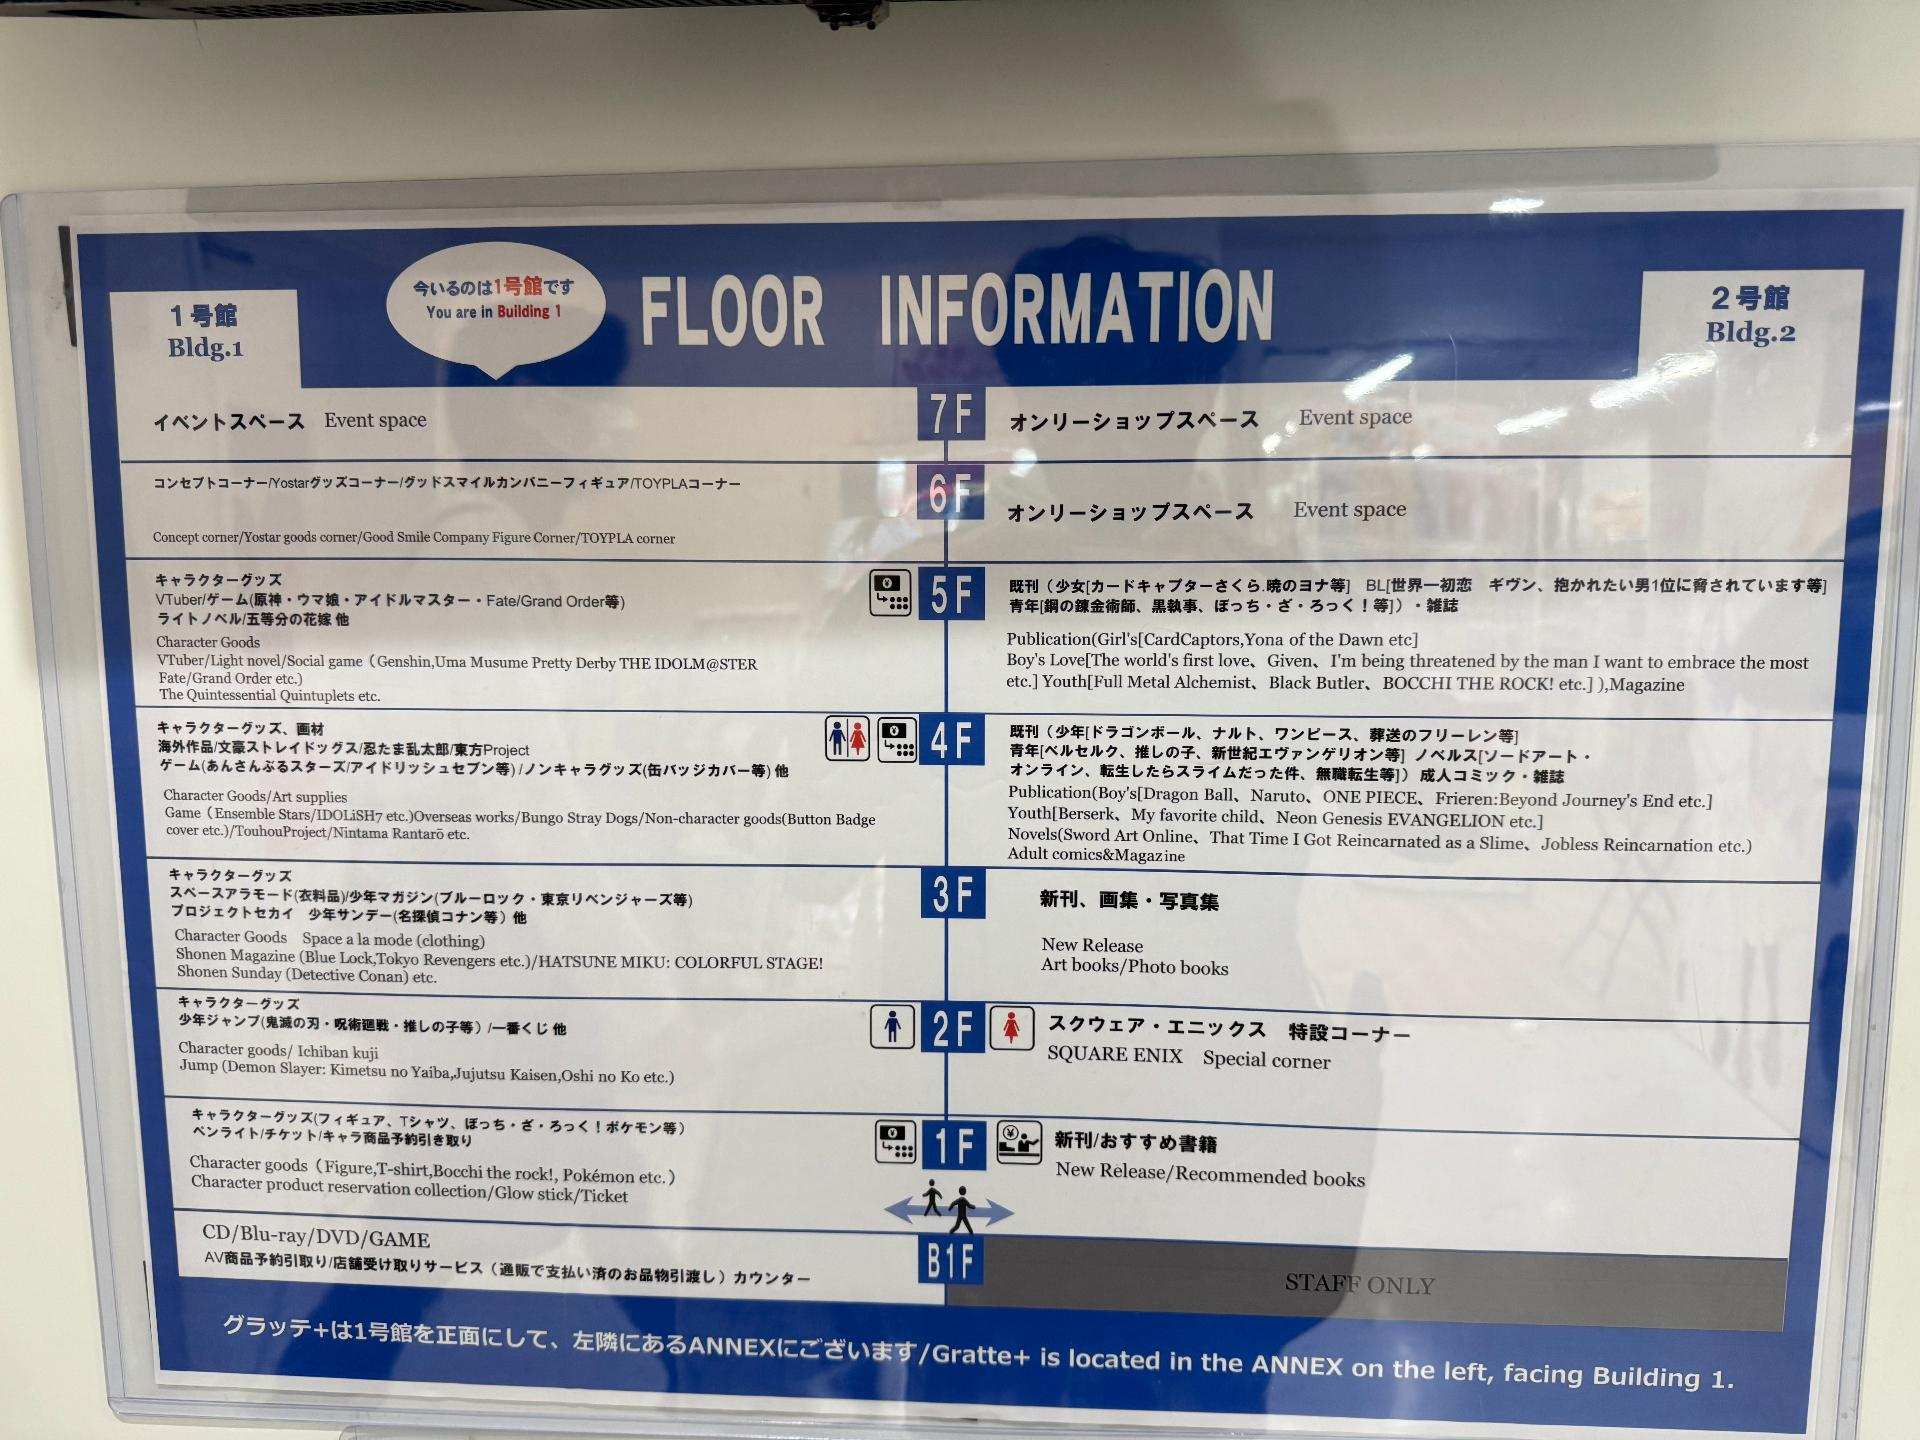 1号館
Bldg.1
今いるのは1号館です
You are in Building 1
FLOOR INFORMATION
2号館
Bldg.2
イベントスペース Event space
7F
オンリーショップスペース Event space
コンセプトコーナー/Yostarグッズコーナー/グッドスマイルカンパニーフィギュア/TOYPLAコーナー
Concept corner/Yostar goods corner/Good Smile Company Figure Corner/TOYPLA corner
6F
オンリーショップスペース Event space
キャラクターグッズ
VTuber/ゲーム(原神・ウマ娘・アイドルマスター・Fate/Grand Order等)
ライトノベル/五等分の花嫁 他
Character Goods
VTuber/Light novel/Social game（Genshin,Uma Musume Pretty Derby THE IDOLM@STER
Fate/Grand Order etc.)
The Quintessential Quintuplets etc.
5F
既刊（少女[カードキャプターさくら.暁のヨナ等] BL[世界一初恋 ギヴン、抱かれたい男1位に脅されています等]
青年[鋼の錬金術師、黒執事、ぼっち・ざ・ろっく！等]）・雑誌
Publication(Girl's[CardCaptors,Yona of the Dawn etc]
Boy's Love[The world's first love、Given、I'm being threatened by the man I want to embrace the most
etc.] Youth[Full Metal Alchemist、Black Butler、BOCCHI THE ROCK! etc.] ),Magazine
キャラクターグッズ、画材
海外作品/文豪ストレイドッグス/忍たま乱太郎/東方Project
ゲーム(あんさんぶるスターズ/アイドリッシュセブン等) /ノンキャラグッズ(缶バッジカバー等) 他
Character Goods/Art supplies
Game（Ensemble Stars/IDOLiSH7 etc.)Overseas works/Bungo Stray Dogs/Non-character goods(Button Badge
cover etc.)/TouhouProject/Nintama Rantarō etc.
4F
既刊（少年[ドラゴンボール、ナルト、ワンピース、葬送のフリーレン等]
青年[ベルセルク、推しの子、新世紀エヴァンゲリオン等] ノベルス[ソードアート・
オンライン、転生したらスライムだった件、無職転生等]）成人コミック・雑誌
Publication(Boy's[Dragon Ball、Naruto、ONE PIECE、Frieren:Beyond Journey's End etc.]
Youth[Berserk、My favorite child、Neon Genesis EVANGELION etc.]
Novels(Sword Art Online、That Time I Got Reincarnated as a Slime、Jobless Reincarnation etc.)
Adult comics&Magazine
キャラクターグッズ
スペースアラモード(衣料品)/少年マガジン(ブルーロック・東京リベンジャーズ等)
プロジェクトセカイ 少年サンデー(名探偵コナン等）他
Character Goods Space a la mode (clothing)
Shonen Magazine (Blue Lock,Tokyo Revengers etc.)/HATSUNE MIKU: COLORFUL STAGE!
Shonen Sunday (Detective Conan) etc.
3F
新刊、画集・写真集
New Release
Art books/Photo books
キャラクターグッズ
少年ジャンプ(鬼滅の刃・呪術廻戦・推しの子等）/一番くじ 他
Character goods/ Ichiban kuji
Jump (Demon Slayer: Kimetsu no Yaiba,Jujutsu Kaisen,Oshi no Ko etc.)
2F
スクウェア・エニックス 特設コーナー
SQUARE ENIX Special corner
キャラクターグッズ(フィギュア、Tシャツ、ぼっち・ざ・ろっく！ポケモン等）
ペンライト/チケット/キャラ商品予約引き取り
Character goods（Figure,T-shirt,Bocchi the rock!, Pokémon etc.）
Character product reservation collection/Glow stick/Ticket
1F
新刊/おすすめ書籍
New Release/Recommended books
CD/Blu-ray/DVD/GAME
AV商品予約引取り/店舗受け取りサービス（通販で支払い済のお品物引渡し）カウンター
B1F
STAFF ONLY
グラッテ+は1号館を正面にして、左隣にあるANNEXにございます/Gratte+ is located in the ANNEX on the left, facing Building 1.